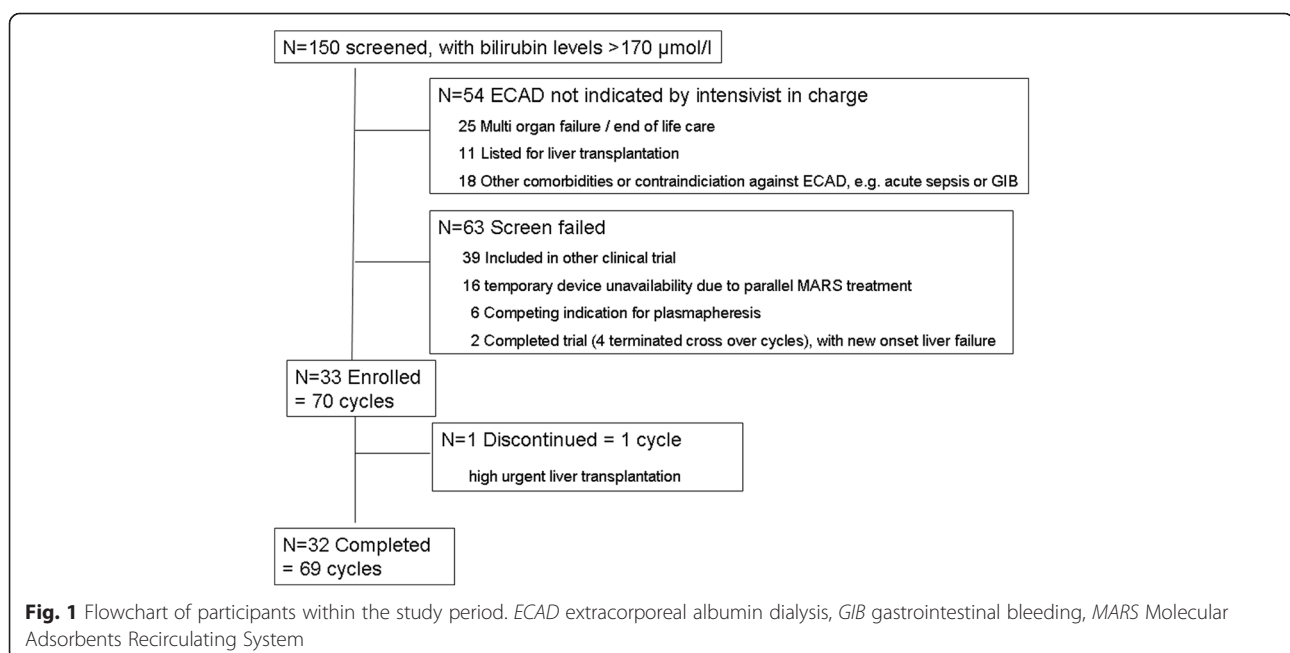 N=150 screened, with bilirubin levels >170 µmol/l
N=54 ECAD not indicated by intensivist in charge
25 Multi organ failure / end of life care
11 Listed for liver transplantation
18 Other comorbidities or contraindiciation against ECAD, e.g. acute sepsis or GIB
N=63 Screen failed
39 Included in other clinical trial
16 temporary device unavailability due to parallel MARS treatment
6 Competing indication for plasmapheresis
2 Completed trial (4 terminated cross over cycles), with new onset liver failure
N=33 Enrolled
= 70 cycles
N=1 Discontinued = 1 cycle
high urgent liver transplantation
N=32 Completed
= 69 cycles
Fig. 1 Flowchart of participants within the study period. ECAD extracorporeal albumin dialysis, GIB gastrointestinal bleeding, MARS Molecular
Adsorbents Recirculating System